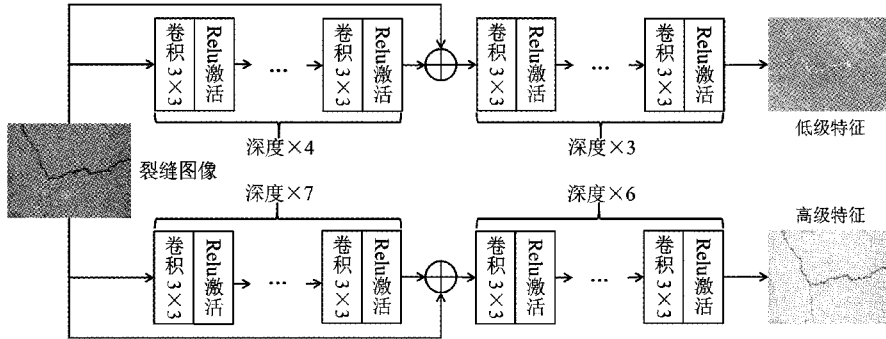 卷积 3×3
Relu激活
...
卷积 3×3
Relu激活
卷积 3×3
Relu激活
...
卷积 3×3
Relu激活
深度×4
深度×3
低级特征
裂缝图像
深度×7
深度×6
高级特征
卷积 3×3
Relu激活
...
卷积 3×3
Relu激活
卷积 3×3
Relu激活
...
卷积 3×3
Relu激活